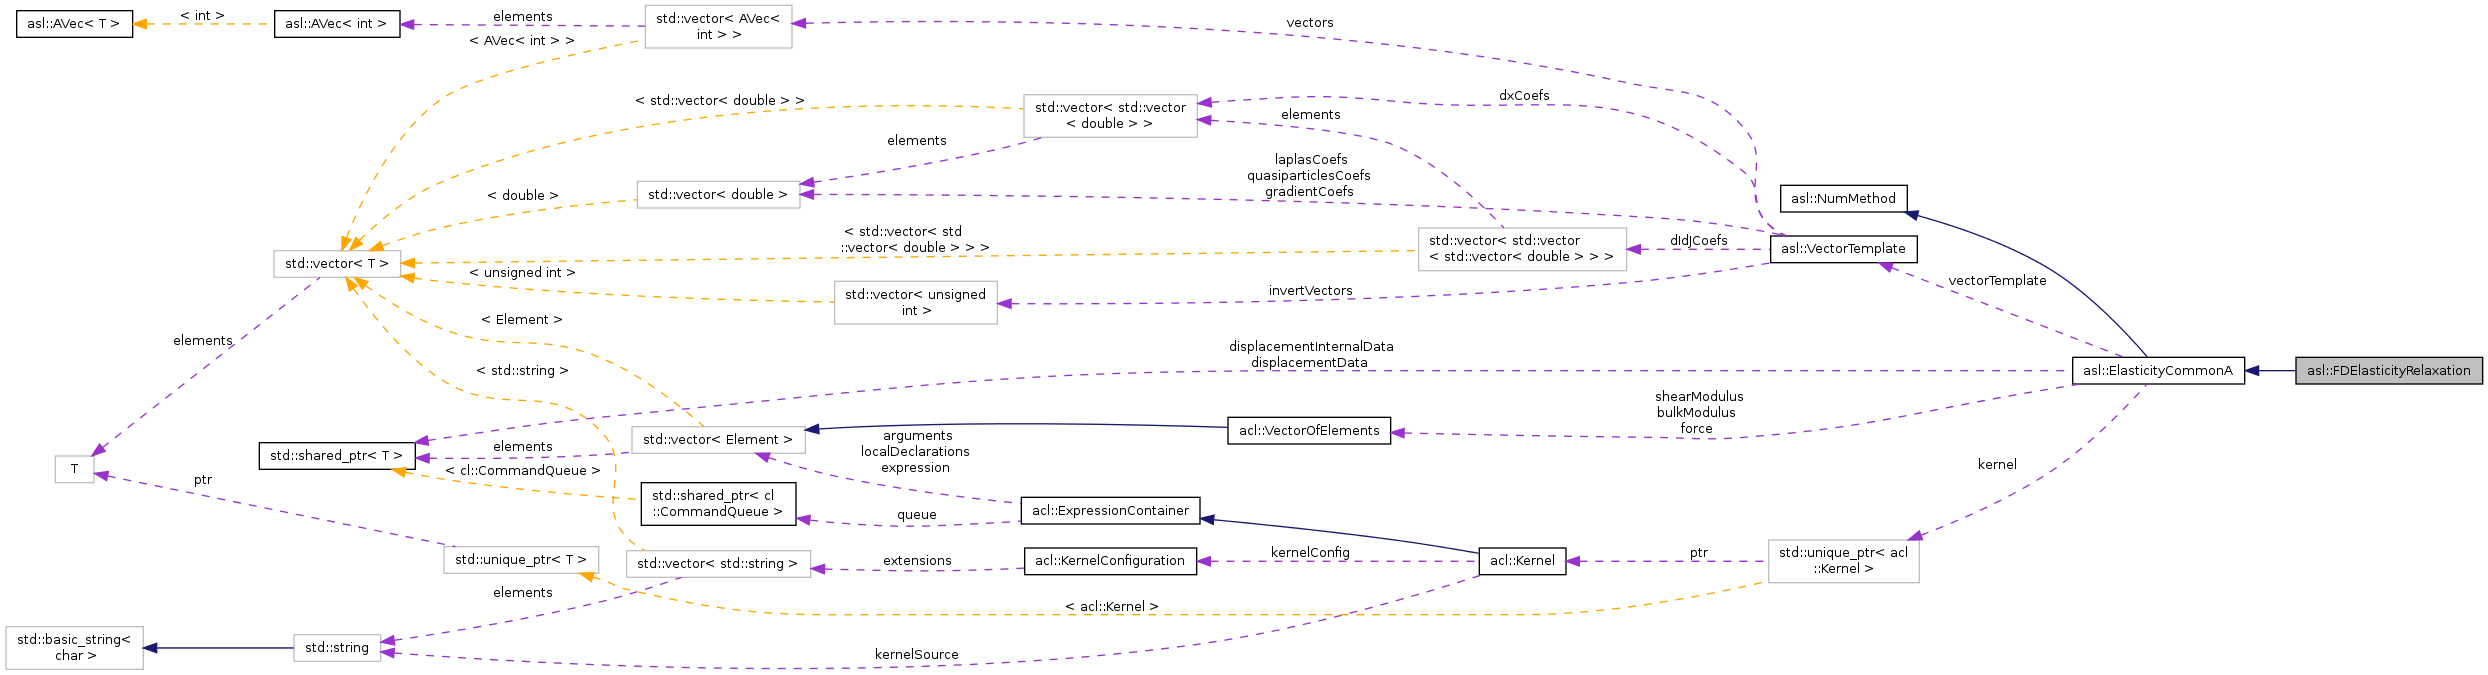 asl::AVec< T >
< int >
asl::AVec< int >
elements
< AVec< int > >
std::vector< AVec<
int > >
vectors
< std::vector< double > >
std::vector< std::vector
< double > >
dxCoefs
elements
elements
laplasCoefs
quasiparticlesCoefs
gradientCoefs
< double >
std::vector< double >
asl::NumMethod
< std::vector< std
::vector< double > > >
std::vector< std::vector
< std::vector< double > > >
dldJCoefs
asl::VectorTemplate
std::vector< T >
< unsigned int >
std::vector< unsigned
int >
invertVectors
vectorTemplate
< Element >
elements
displacementInternalData
displacementData
< std::string >
asl::ElasticityCommonA
asl::FDElasticityRelaxation
shearModulus
bulkModulus
force
std::vector< Element >
acl::VectorOfElements
elements
arguments
localDeclarations
expression
std::shared_ptr< T >
< cl::CommandQueue >
T
ptr
kernel
std::shared_ptr< cl
::CommandQueue >
queue
acl::ExpressionContainer
std::unique_ptr< T >
std::vector< std::string >
extensions
acl::KernelConfiguration
kernelConfig
acl::Kernel
ptr
std::unique_ptr< acl
::Kernel >
elements
< acl::Kernel >
std::basic_string<
char >
std::string
kernelSource